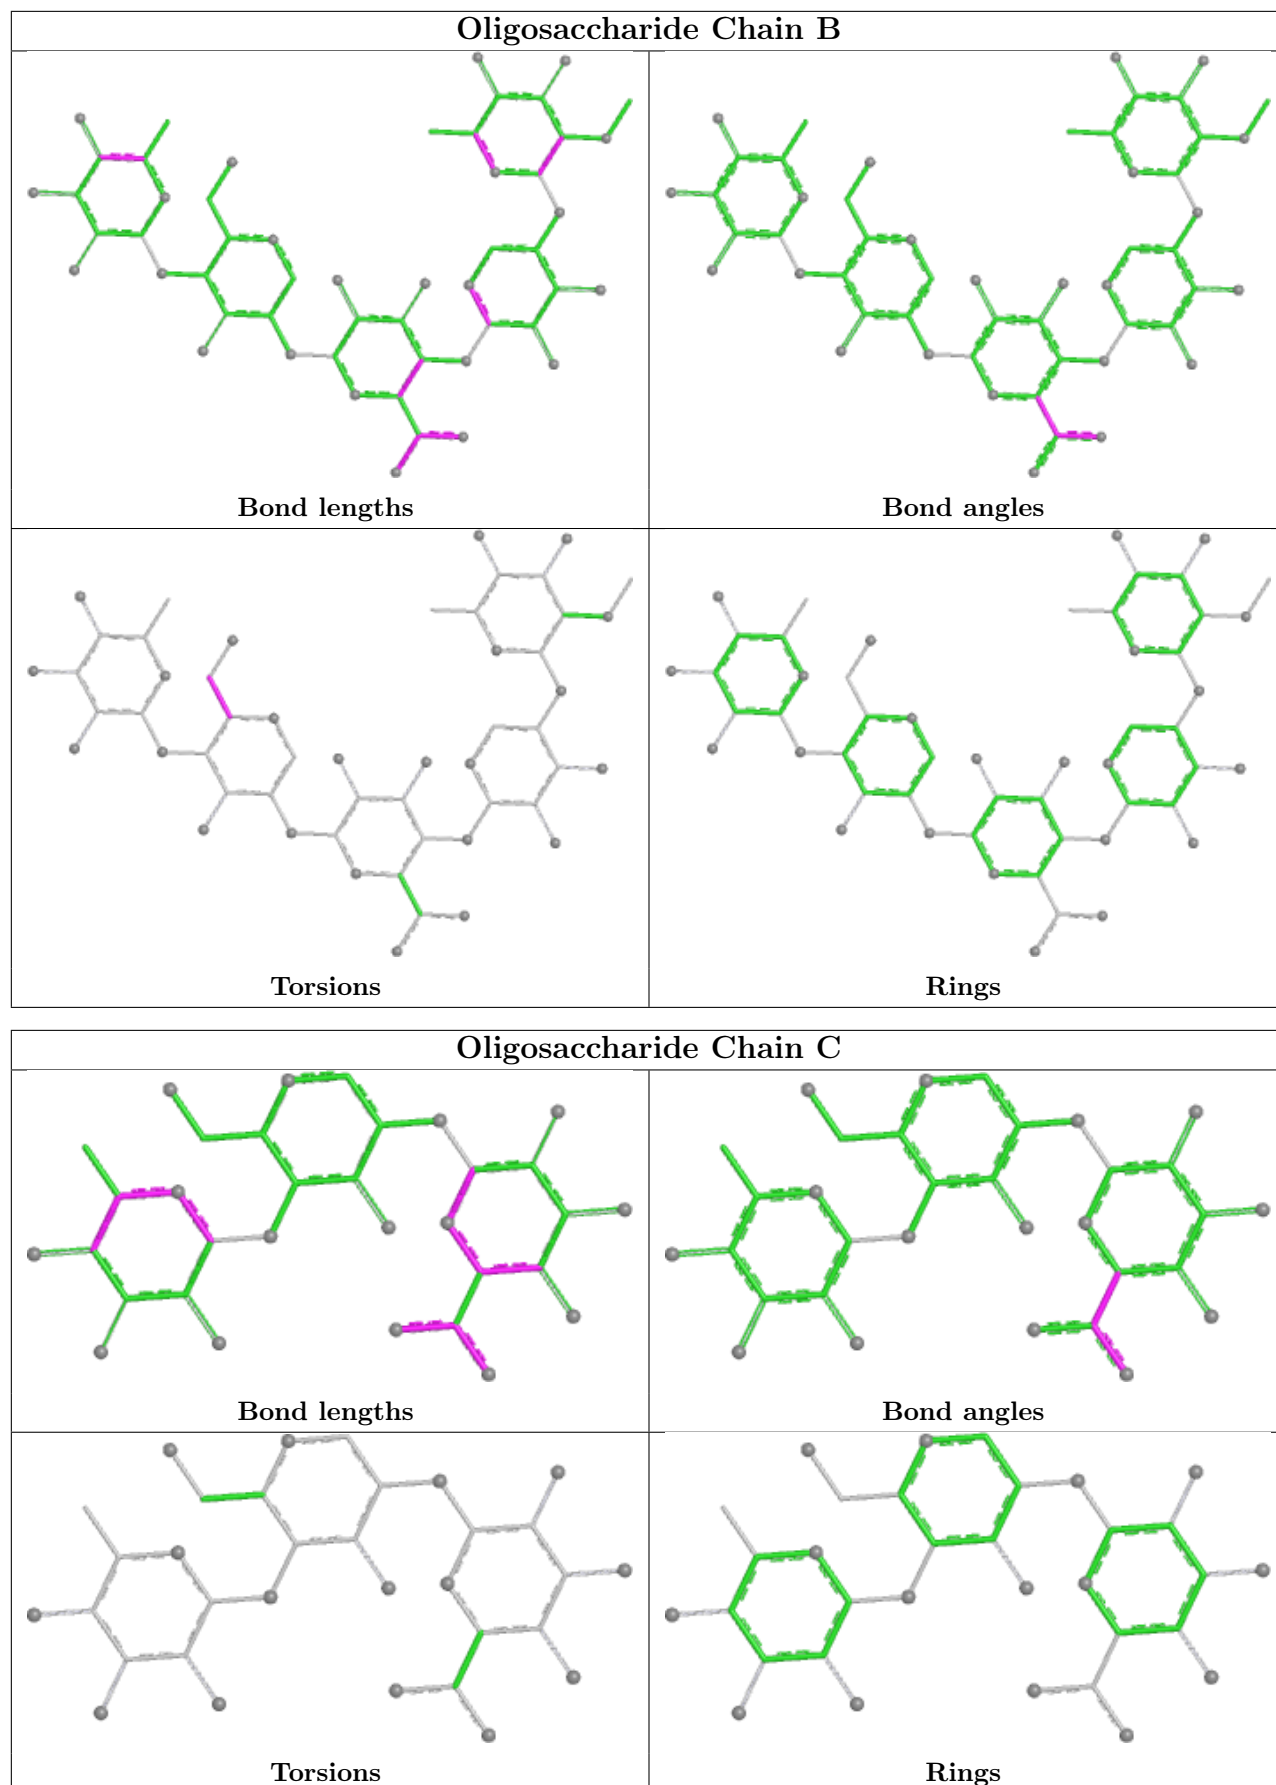 Oligosaccharide Chain B
Bond lengths
Bond angles
Torsions
Rings
Oligosaccharide Chain C
Bond lengths
Bond angles
Torsions
Rings